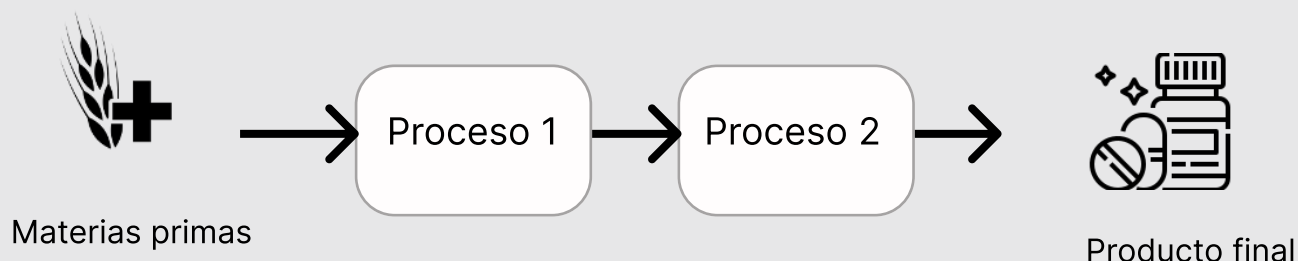 Proceso 1
Proceso 2
Materias primas
Producto final